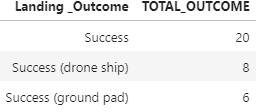 Landing _Outcome TOTAL_OUTCOME
Success 20
Success (drone ship) 8
Success (ground pad) 6